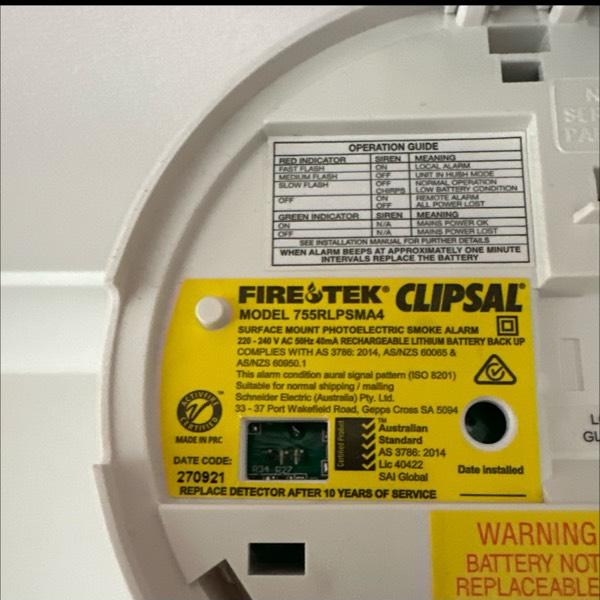 OPERATION GUIDE
RED INDICATOR SIREN MEANING
FAST FLASH ON LOCAL ALARM
MEDIUM FLASH OFF UNIT IN HUSH MODE
SLOW FLASH OFF NORMAL OPERATION
CHIRPS LOW BATTERY CONDITION
OFF ON REMOTE ALARM
OFF ALL POWER LOST
GREEN INDICATOR SIREN MEANING
ON N/A MAINS POWER OK
OFF N/A MAINS POWER LOST
SEE INSTALLATION MANUAL FOR FURTHER DETAILS
WHEN ALARM BEEPS AT APPROXIMATELY ONE MINUTE
INTERVALS REPLACE THE BATTERY
FIRETEK® CLIPSAL®
MODEL 755RLPSMA4
SURFACE MOUNT PHOTOELECTRIC SMOKE ALARM
220 - 240 V AC 50Hz 40mA RECHARGEABLE LITHIUM BATTERY BACK UP
COMPLIES WITH AS 3786: 2014, AS/NZS 60065 &
AS/NZS 60950.1
This alarm condition aural signal pattern (ISO 8201)
Suitable for normal shipping / mailing
Schneider Electric (Australia) Pty. Ltd.
33 - 37 Port Wakefield Road, Gepps Cross SA 5094
ACTIVFIRE
CERTIFIED
MADE IN PRC
DATE CODE:
270921
R34 R27
Certified Product
™
Australian
Standard
AS 3786: 2014
Lic 40422
SAI Global
Date installed
REPLACE DETECTOR AFTER 10 YEARS OF SERVICE
WARNING
BATTERY NOT
REPLACEABLE